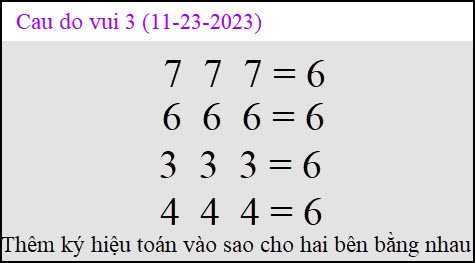 Cau do vui 3 (11-23-2023)
7 7 7 = 6
6 6 6 = 6
3 3 3 = 6
4 4 4 = 6
Thêm ký hiệu toán vào sao cho hai bên bằng nhau